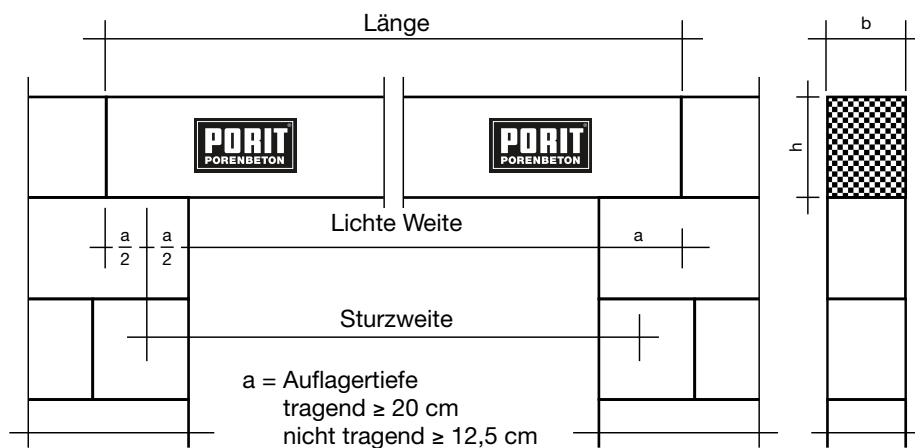 Länge
b
PORIT®
PORENBETON
PORIT®
PORENBETON
h
Lichte Weite
a
2
a
2
a
Sturzweite
a = Auflagertiefe
tragend ≥ 20 cm
nicht tragend ≥ 12,5 cm